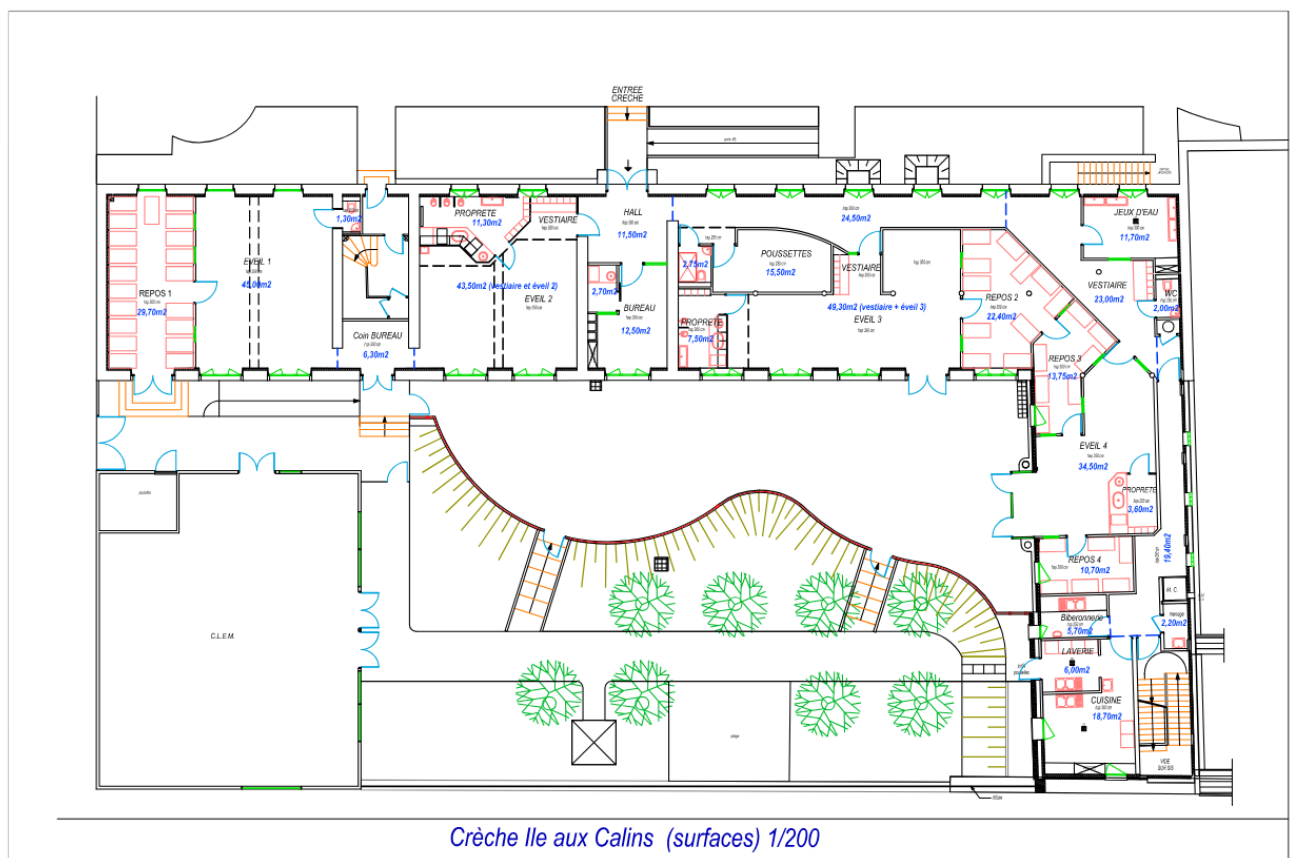 ENTREE
CRECHE
REPOS 1
29,70m2
EVEIL 1
45,00m2
1,30m2
Coin BUREAU
6,30m2
PROPRETE
11,30m2
VESTIAIRE
43,50m2 (vestiaire et éveil 2)
EVEIL 2
HALL
11,50m2
2,70m2
BUREAU
12,50m2
2,75m2
POUSSETTES
15,50m2
PROPRETE
7,50m2
24,50m2
VESTIAIRE
49,30m2 (vestiaire + éveil 3)
EVEIL 3
REPOS 2
22,40m2
JEUX D'EAU
11,70m2
VESTIAIRE
23,00m2
WC
2,00m2
REPOS 3
13,75m2
EVEIL 4
34,50m2
PROPRETE
3,60m2
19,40m2
REPOS 4
10,70m2
M. C.
Biberonnerie
5,70m2
ménage
2,20m2
LAVERIE
6,00m2
CUISINE
18,70m2
VIDE
SUR SIS
C.L.E.M.
Crèche Ile aux Calins (surfaces) 1/200